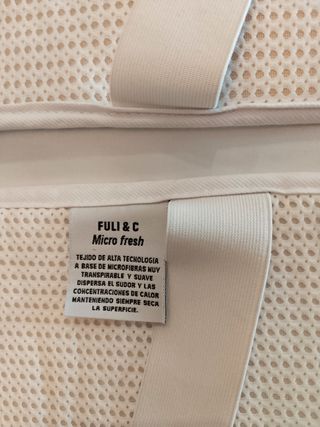 FULI & C
Micro fresh
TEJIDO DE ALTA TECNOLOGIA
A BASE DE MICROFIBRAS MUY
TRANSPIRABLE Y SUAVE
DISPERSA EL SUDOR Y LAS
CONCENTRACIONES DE CALOR
MANTENIENDO SIEMPRE SECA
LA SUPERFICIE.